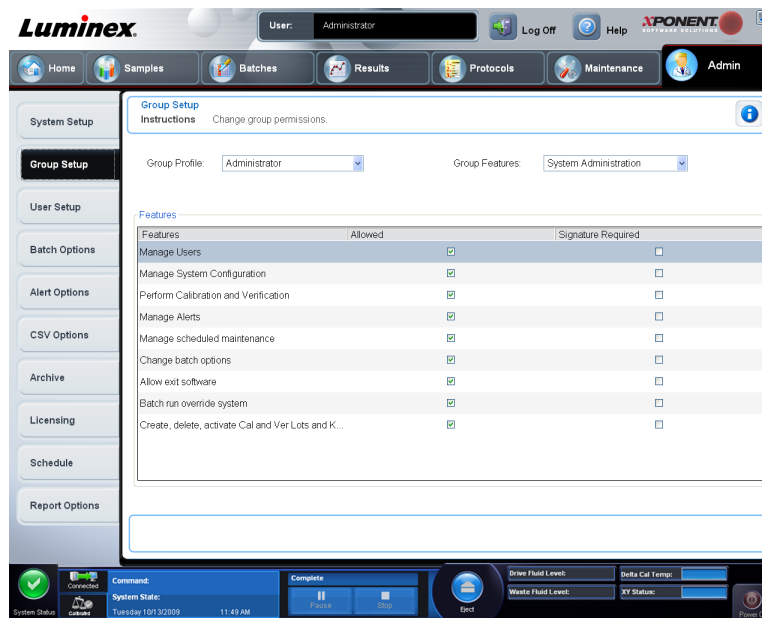 Luminex.
User: Administrator
Log Off
Help
XPONENT.
SOFTWARE SOLUTIONS
Home
Samples
Batches
Results
Protocols
Maintenance
Admin
System Setup
Group Setup
User Setup
Batch Options
Alert Options
CSV Options
Archive
Licensing
Schedule
Report Options
Group Setup
Instructions Change group permissions.
Group Profile: Administrator
Group Features: System Administration
Features
Features Allowed Signature Required
Manage Users
Manage System Configuration
Perform Calibration and Verification
Manage Alerts
Manage scheduled maintenance
Change batch options
Allow exit software
Batch run override system
Create, delete, activate Cal and Ver Lots and K...
System Status
Connected
Calibrated
Command:
System State:
Tuesday 10/13/2009 11:49 AM
Complete
Pause
Stop
Eject
Drive Fluid Level:
Waste Fluid Level:
Delta Cal Temp:
XY Status:
Power O